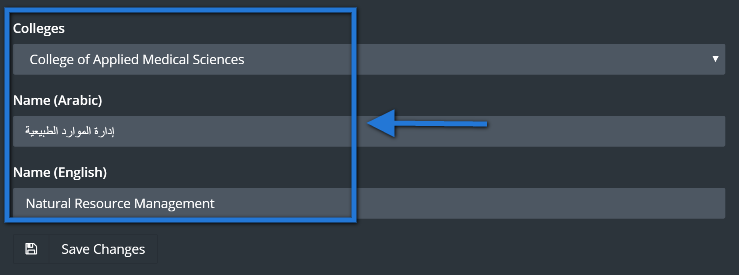 Colleges
College of Applied Medical Sciences
Name (Arabic)
إدارة الموارد الطبيعية
Name (English)
Natural Resource Management
Save Changes